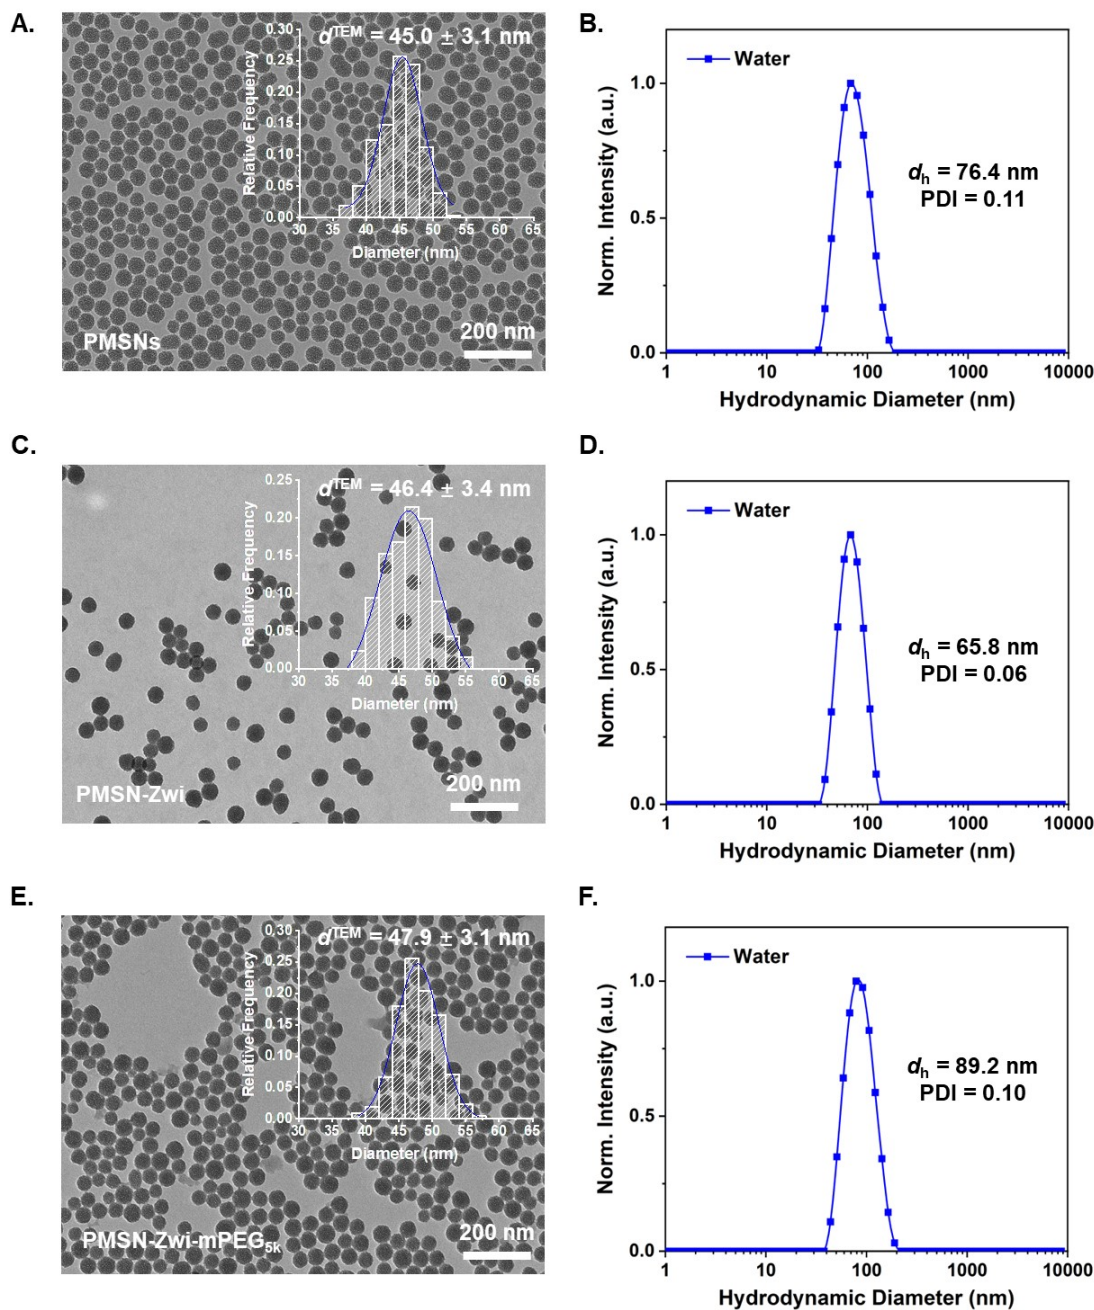 A.
0.30
0.25
0.20
0.15
0.10
0.05
0.00
Relative Frequency
d^TEM = 45.0 ± 3.1 nm
30 35 40 45 50 55 60 65
Diameter (nm)
PMSNs
200 nm
B.
Water
1.0
0.5
0.0
Norm. Intensity (a.u.)
d_h = 76.4 nm
PDI = 0.11
1 10 100 1000 10000
Hydrodynamic Diameter (nm)
C.
0.25
0.20
0.15
0.10
0.05
0.00
Relative Frequency
d^TEM = 46.4 ± 3.4 nm
30 35 40 45 50 55 60 65
Diameter (nm)
PMSN-Zwi
200 nm
D.
Water
1.0
0.5
0.0
Norm. Intensity (a.u.)
d_h = 65.8 nm
PDI = 0.06
1 10 100 1000 10000
Hydrodynamic Diameter (nm)
E.
0.30
0.25
0.20
0.15
0.10
0.05
0.00
Relative Frequency
d^TEM = 47.9 ± 3.1 nm
30 35 40 45 50 55 60 65
Diameter (nm)
PMSN-Zwi-mPEG_5k
200 nm
F.
Water
1.0
0.5
0.0
Norm. Intensity (a.u.)
d_h = 89.2 nm
PDI = 0.10
1 10 100 1000 10000
Hydrodynamic Diameter (nm)